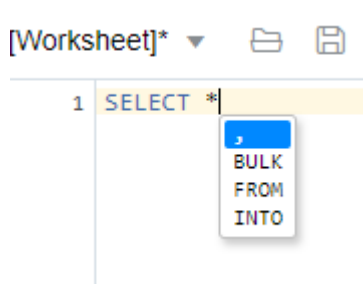 [Worksheet]*
1 SELECT *
,
BULK
FROM
INTO